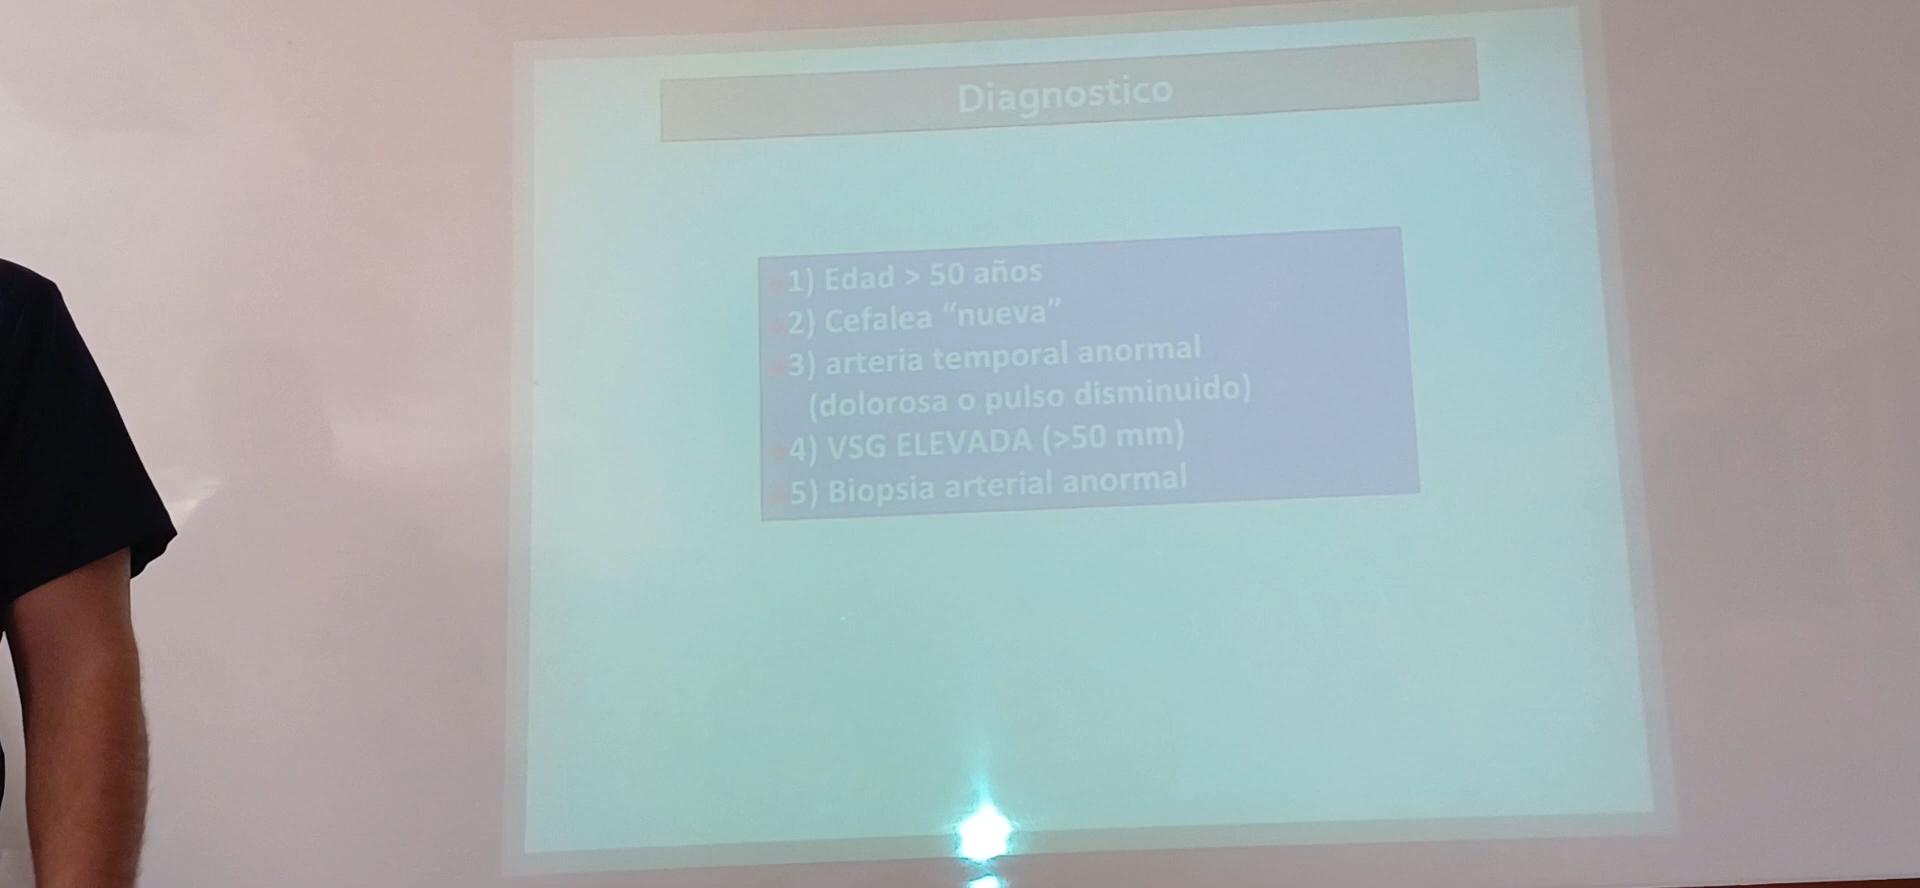 Diagnostico
1) Edad > 50 años
2) Cefalea “nueva”
3) arteria temporal anormal
(dolorosa o pulso disminuido)
4) VSG ELEVADA (>50 mm)
5) Biopsia arterial anormal